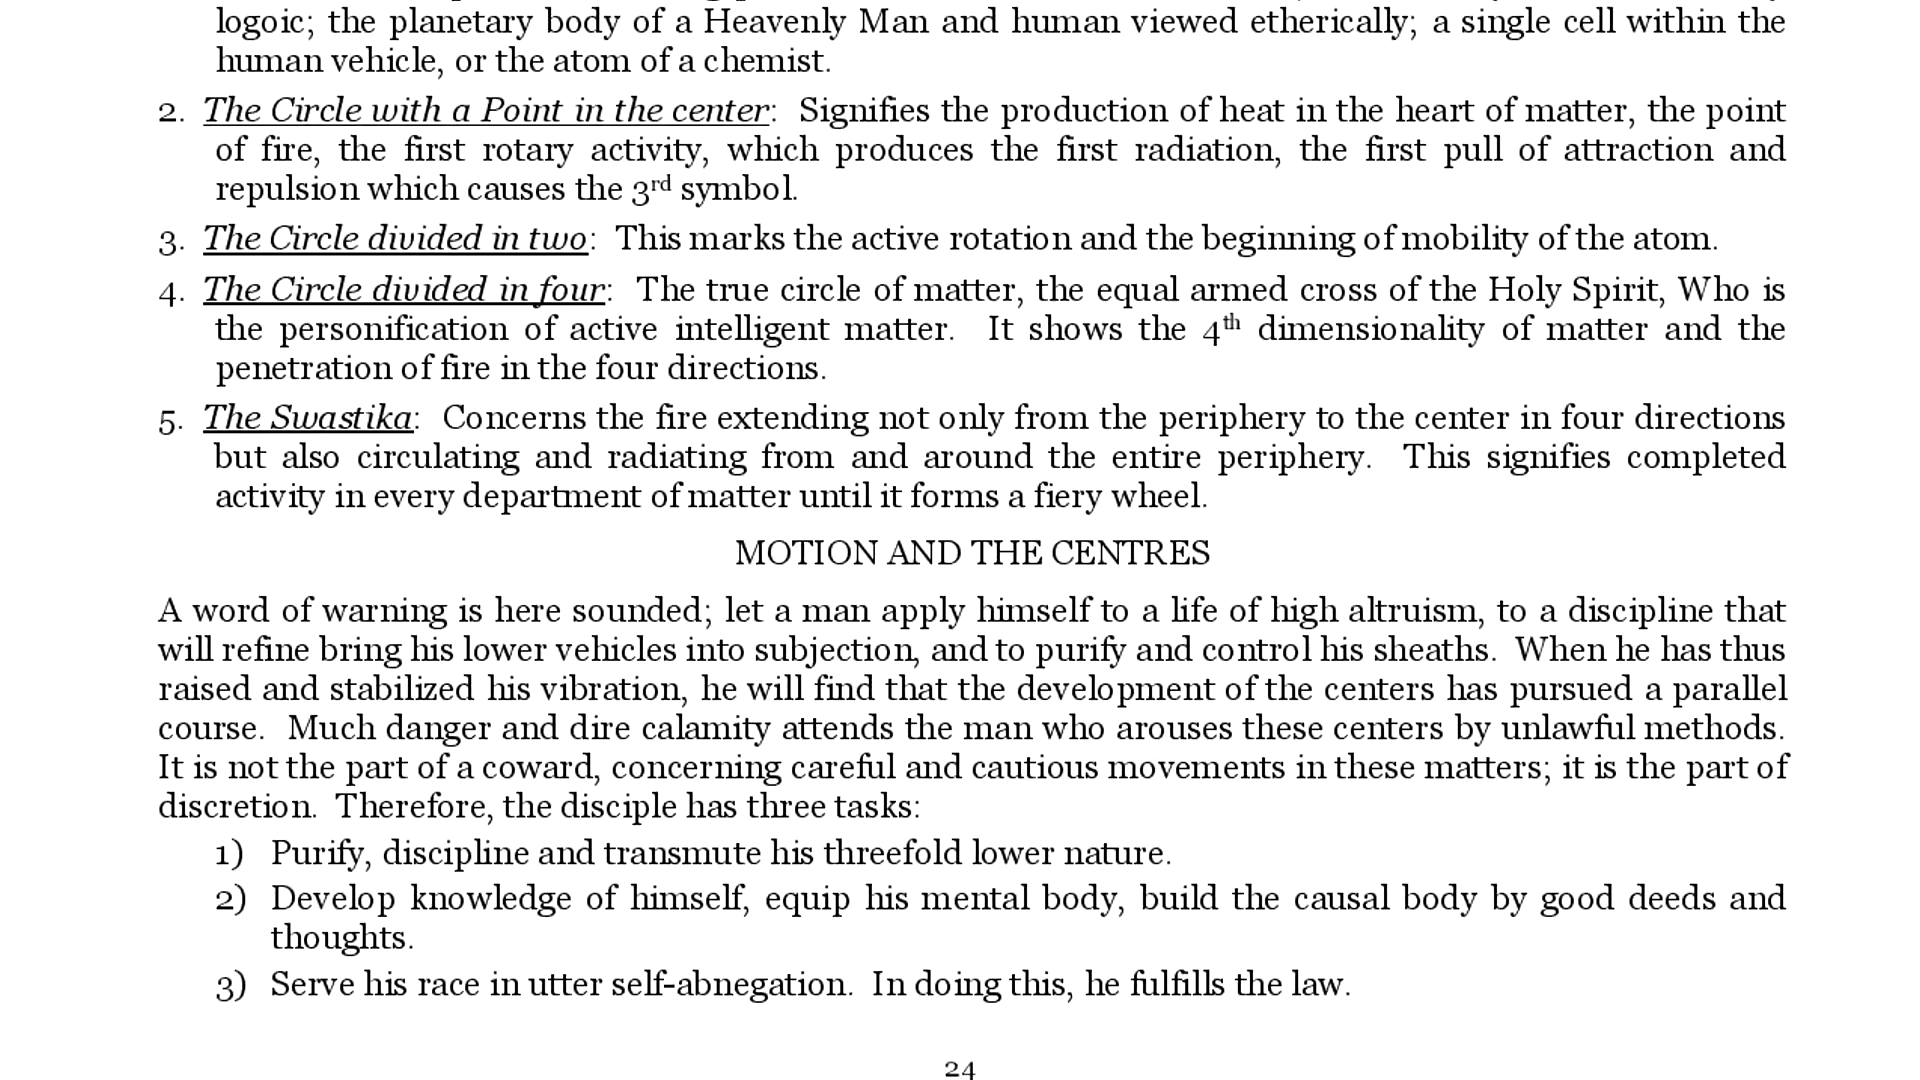 logoic; the planetary body of a Heavenly Man and human viewed etherically; a single cell within the
human vehicle, or the atom of a chemist.
2. The Circle with a Point in the center: Signifies the production of heat in the heart of matter, the point
of fire, the first rotary activity, which produces the first radiation, the first pull of attraction and
repulsion which causes the 3rd symbol.
3. The Circle divided in two: This marks the active rotation and the beginning of mobility of the atom.
4. The Circle divided in four: The true circle of matter, the equal armed cross of the Holy Spirit, Who is
the personification of active intelligent matter. It shows the 4th dimensionality of matter and the
penetration of fire in the four directions.
5. The Swastika: Concerns the fire extending not only from the periphery to the center in four directions
but also circulating and radiating from and around the entire periphery. This signifies completed
activity in every department of matter until it forms a fiery wheel.
MOTION AND THE CENTRES
A word of warning is here sounded; let a man apply himself to a life of high altruism, to a discipline that
will refine bring his lower vehicles into subjection, and to purify and control his sheaths. When he has thus
raised and stabilized his vibration, he will find that the development of the centers has pursued a parallel
course. Much danger and dire calamity attends the man who arouses these centers by unlawful methods.
It is not the part of a coward, concerning careful and cautious movements in these matters; it is the part of
discretion. Therefore, the disciple has three tasks:
1) Purify, discipline and transmute his threefold lower nature.
2) Develop knowledge of himself, equip his mental body, build the causal body by good deeds and
thoughts.
3) Serve his race in utter self-abnegation. In doing this, he fulfills the law.
24